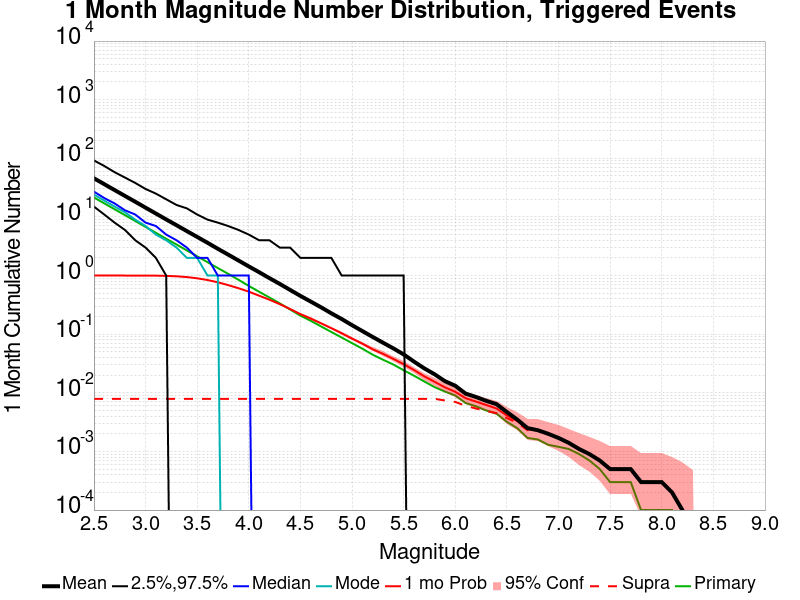 1 Month Magnitude Number Distribution, Triggered Events
1 Month Cumulative Number
10 4
10 3
10 2
10 1
10 0
10 -1
10 -2
10 -3
10 -4
2.5 3.0 3.5 4.0 4.5 5.0 5.5 6.0 6.5 7.0 7.5 8.0 8.5 9.0
Magnitude
Mean 2.5%,97.5% Median Mode 1 mo Prob 95% Conf Supra Primary